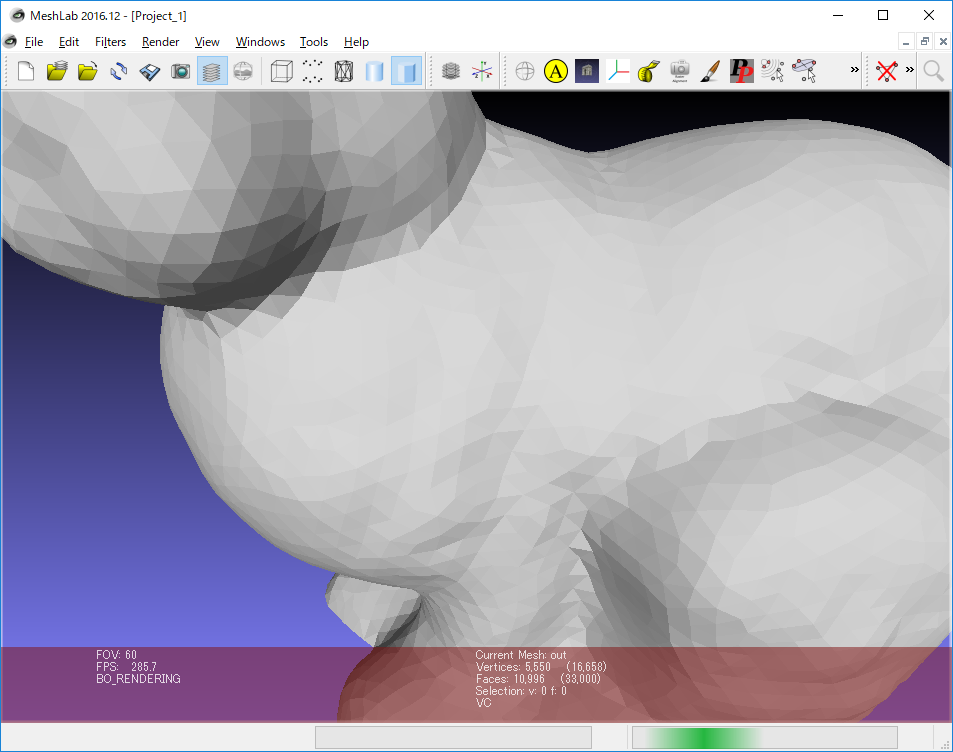 MeshLab 2016.12 - [Project_1]
File Edit Filters Render View Windows Tools Help
A PP » »
FOV: 60
FPS: 285.7
BO_RENDERING
Current Mesh: out
Vertices: 5,550 (16,658)
Faces: 10,996 (33,000)
Selection: v: 0 f: 0
VC